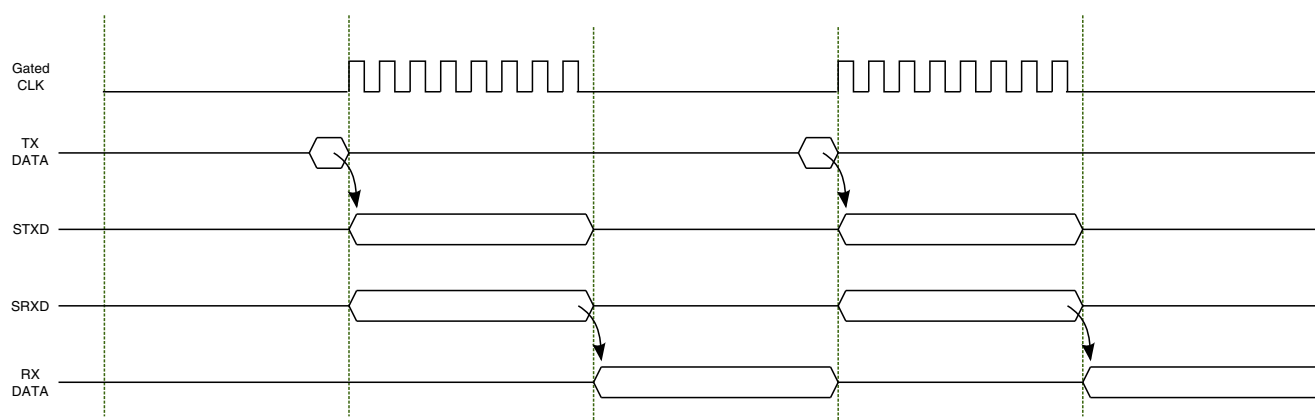 Gated
CLK
TX
DATA
STXD
SRXD
RX
DATA